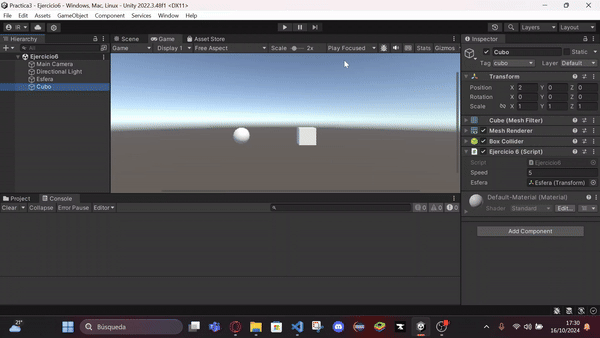 Practica3 - Ejercicio6 - Windows, Mac, Linux - Unity 2022.3.48f1 <DX11>
File Edit Assets GameObject Component Services Window Help
IR Layers Layout
Hierarchy Scene Game Asset Store Inspector
All Game Display 1 Free Aspect Scale 2x Play Focused Stats Gizmos Cubo Static
Ejercicio6 Tag cubo Layer Default
Main Camera
Directional Light Transform
Esfera Position X 2 Y 0 Z 0
Cubo Rotation X 0 Y 0 Z 0
Scale X 1 Y 1 Z 1
Cube (Mesh Filter)
Mesh Renderer
Box Collider
Ejercicio 6 (Script)
Script Ejercicio6
Speed 5
Esfera Esfera (Transform)
Project Console Default-Material (Material)
Clear Collapse Error Pause Editor 0 0 0 Shader Standard Edit...
Add Component
21° Búsqueda 17:30
16/10/2024